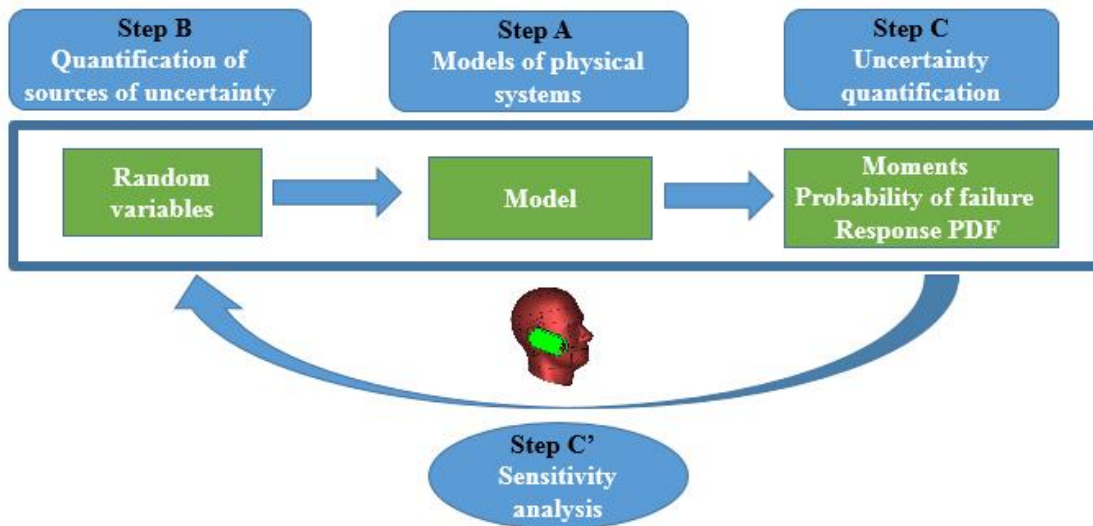 Step B
Quantification of
sources of uncertainty
Step A
Models of physical
systems
Step C
Uncertainty
quantification
Random
variables
Model
Moments
Probability of failure
Response PDF
Step C’
Sensitivity
analysis